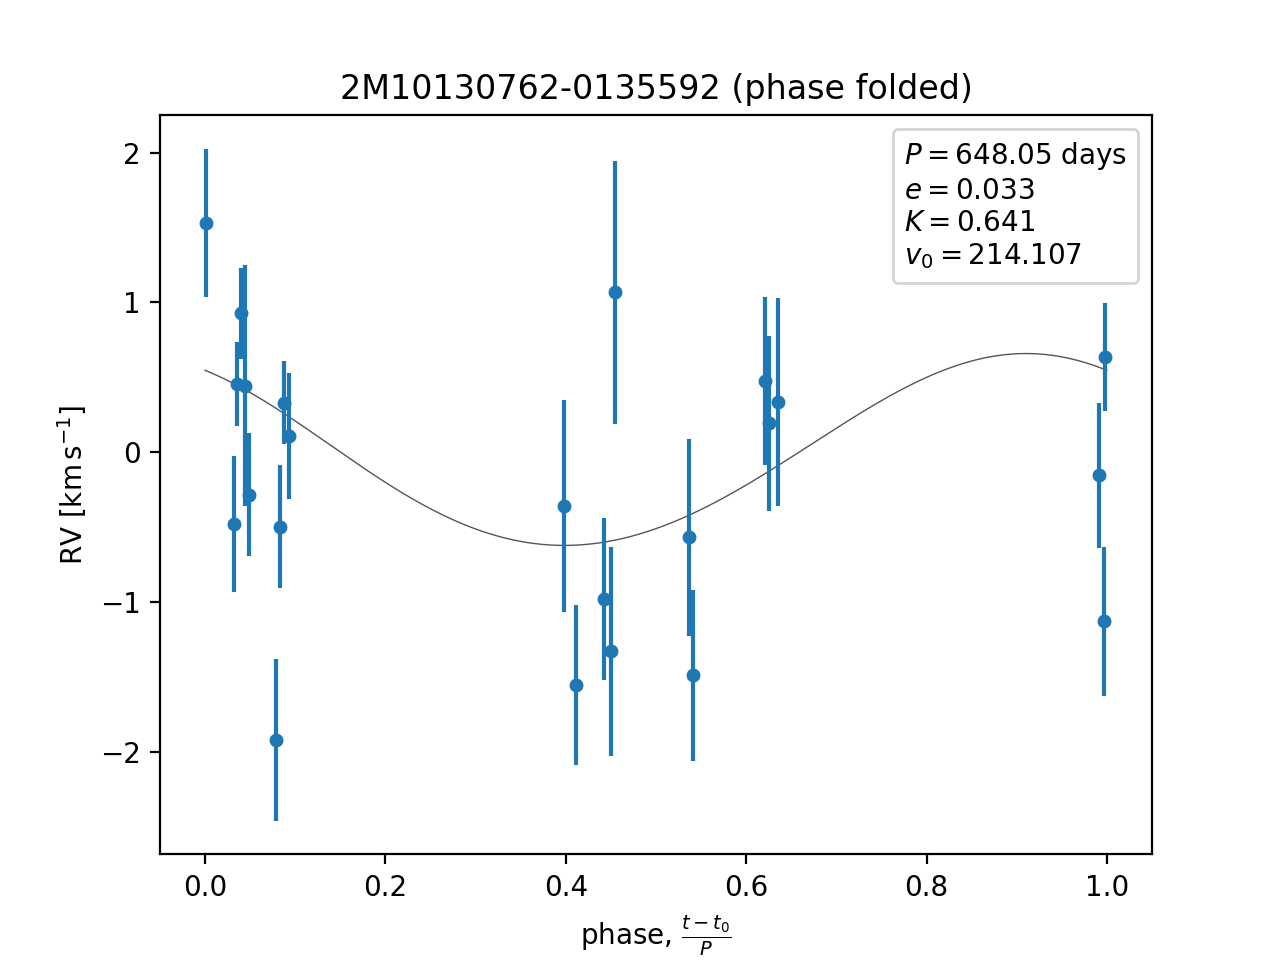 2M10130762-0135592 (phase folded)
P = 648.05 days
e = 0.033
K = 0.641
v₀ = 214.107
RV [km s⁻¹]
2
1
0
−1
−2
0.0 0.2 0.4 0.6 0.8 1.0
phase, (t − t₀)/P